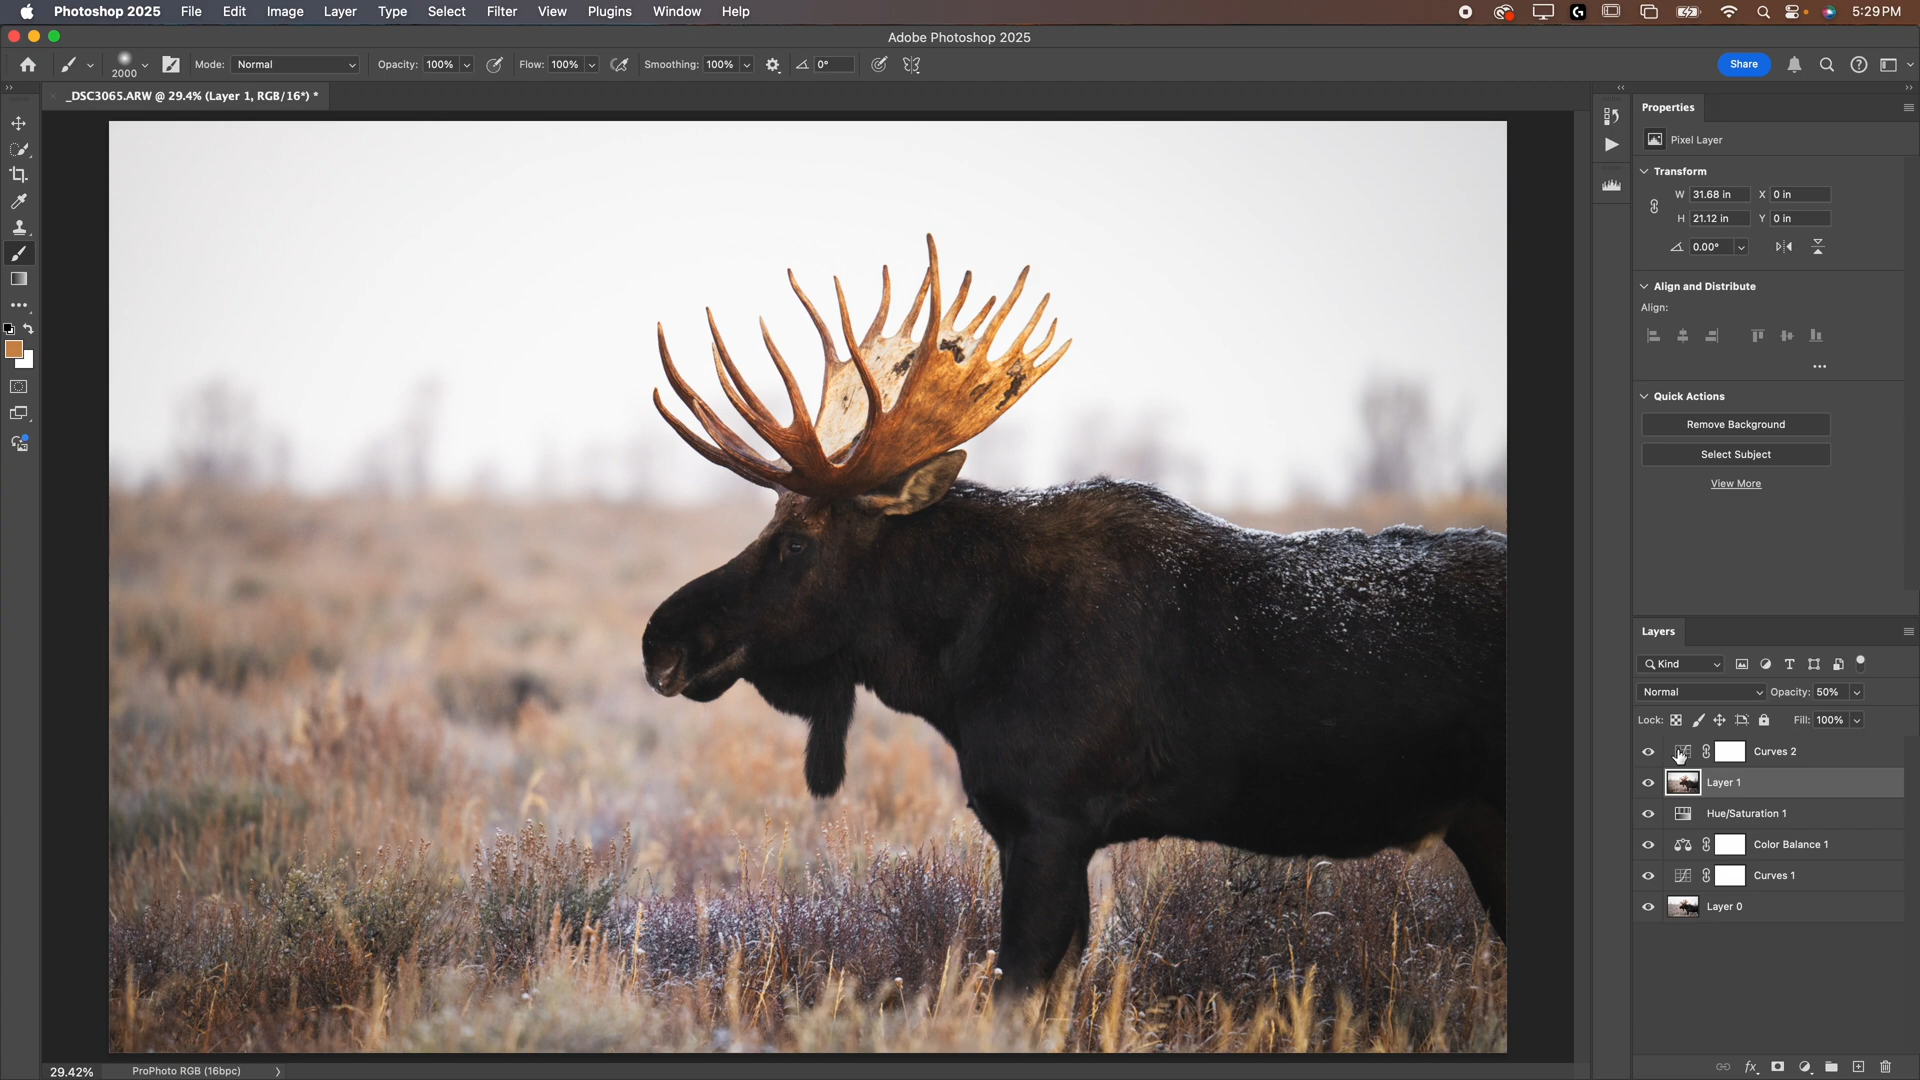 Photoshop 2025 File Edit Image Layer Type Select Filter View Plugins Window Help 5:29 PM
Adobe Photoshop 2025
2000 Mode: Normal Opacity: 100% Flow: 100% Smoothing: 100% 0° Share
_DSC3065.ARW @ 29.4% (Layer 1, RGB/16*) *
Properties
Pixel Layer
Transform
W 31.68 in X 0 in
H 21.12 in Y 0 in
0.00°
Align and Distribute
Align:
Quick Actions
Remove Background
Select Subject
View More
Layers
Kind
Normal Opacity: 50%
Lock: Fill: 100%
Curves 2
Layer 1
Hue/Saturation 1
Color Balance 1
Curves 1
Layer 0
29.42% ProPhoto RGB (16bpc)